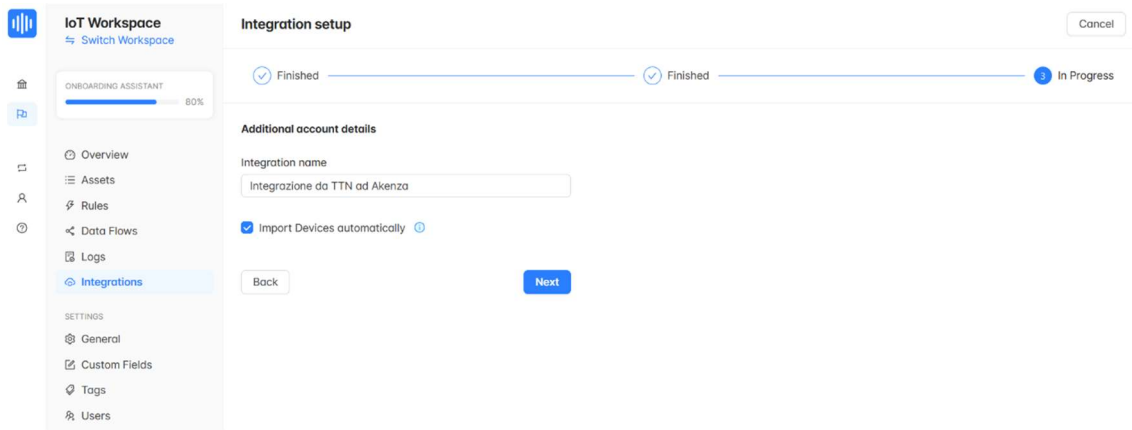 IoT Workspace
Switch Workspace
Integration setup
Cancel
ONBOARDING ASSISTANT
80%
Finished
Finished
3
In Progress
Overview
Assets
Rules
Data Flows
Logs
Integrations
SETTINGS
General
Custom Fields
Tags
Users
Additional account details
Integration name
Integrazione da TTN ad Akenza
Import Devices automatically
Back
Next